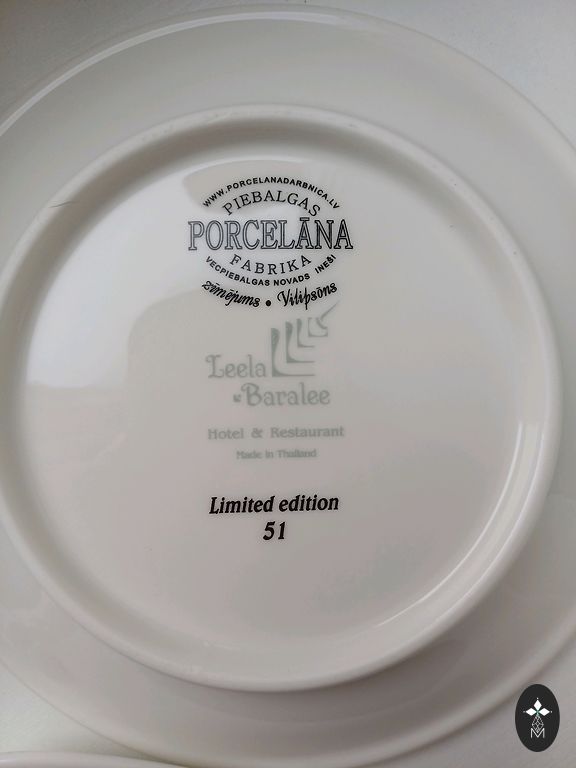 WWW.PORCELANADARBNICA.LV
PIEBALGAS
PORCELĀNA
FABRIKA
VECPIEBALGAS NOVADS INEŠI
zīmējums • Vilipsōns
Leela
Baralee
Hotel & Restaurant
Made in Thailand
Limited edition
51
M